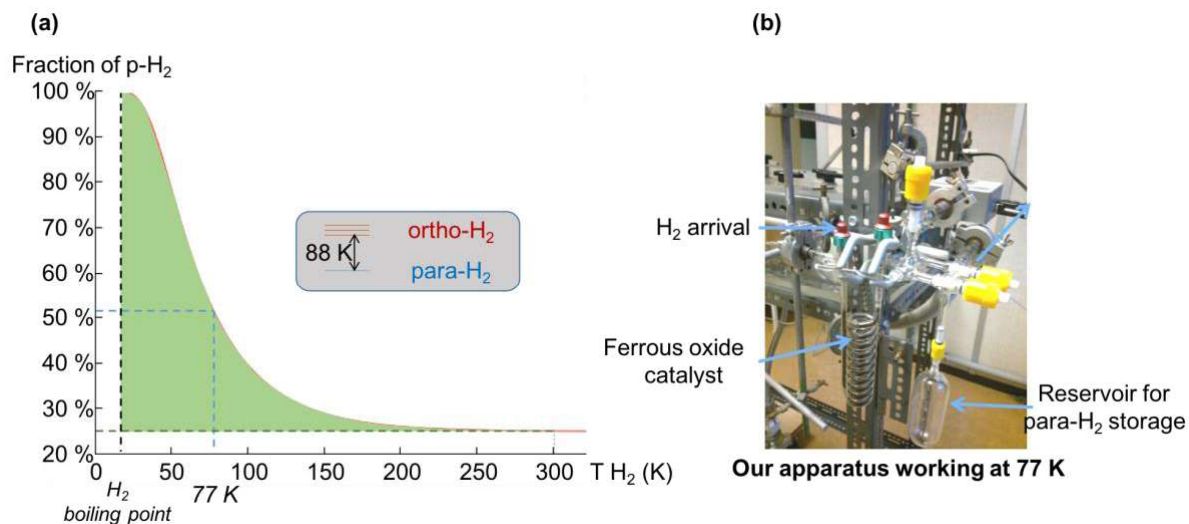 (a)
Fraction of p-H₂
100 %
90 %
80 %
70 %
60 %
50 %
40 %
30 %
20 %
0
50
100
150
200
250
300
T H₂ (K)
H₂
boiling point
77 K
ortho-H₂
88 K
para-H₂
(b)
H₂ arrival
Ferrous oxide
catalyst
Reservoir for
para-H₂ storage
Our apparatus working at 77 K